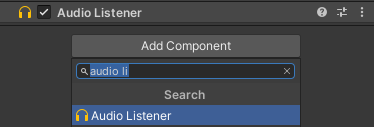 Audio Listener
Add Component
audio li
Search
Audio Listener